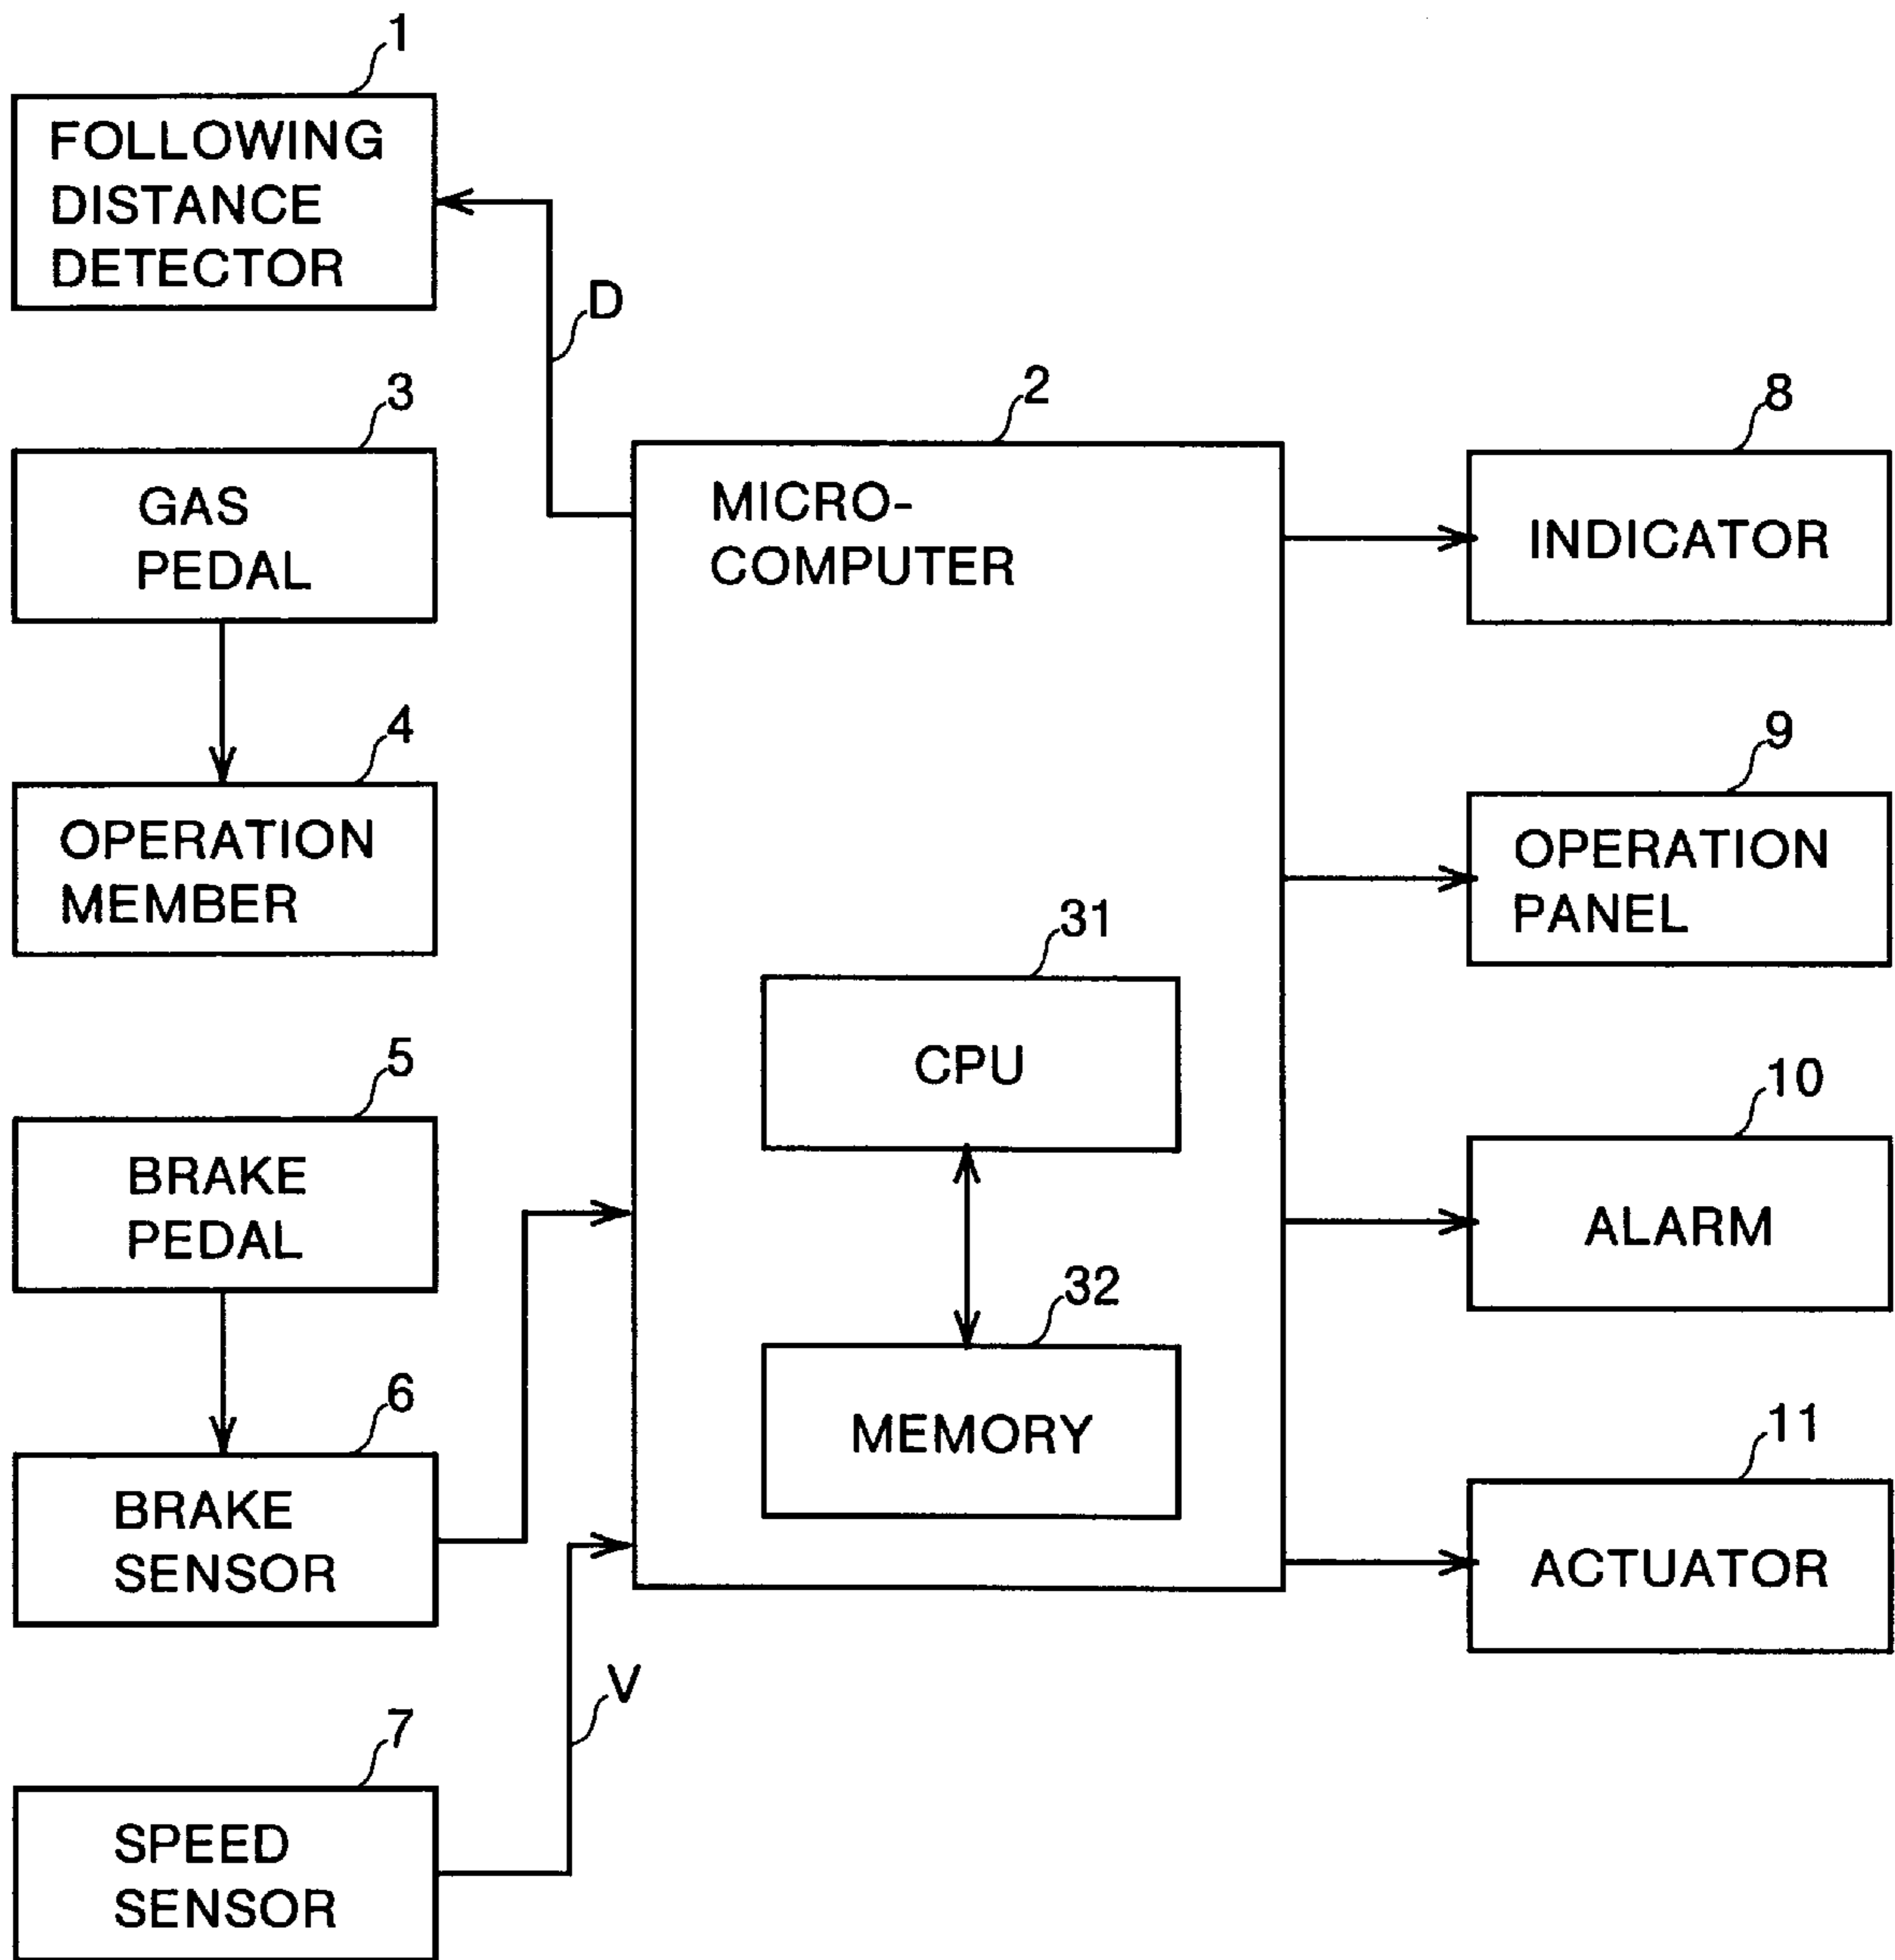 1
FOLLOWING
DISTANCE
DETECTOR
D
3
GAS
PEDAL
4
OPERATION
MEMBER
5
BRAKE
PEDAL
6
BRAKE
SENSOR
7
SPEED
SENSOR
V
2
MICRO-
COMPUTER
31
CPU
32
MEMORY
8
INDICATOR
9
OPERATION
PANEL
10
ALARM
11
ACTUATOR